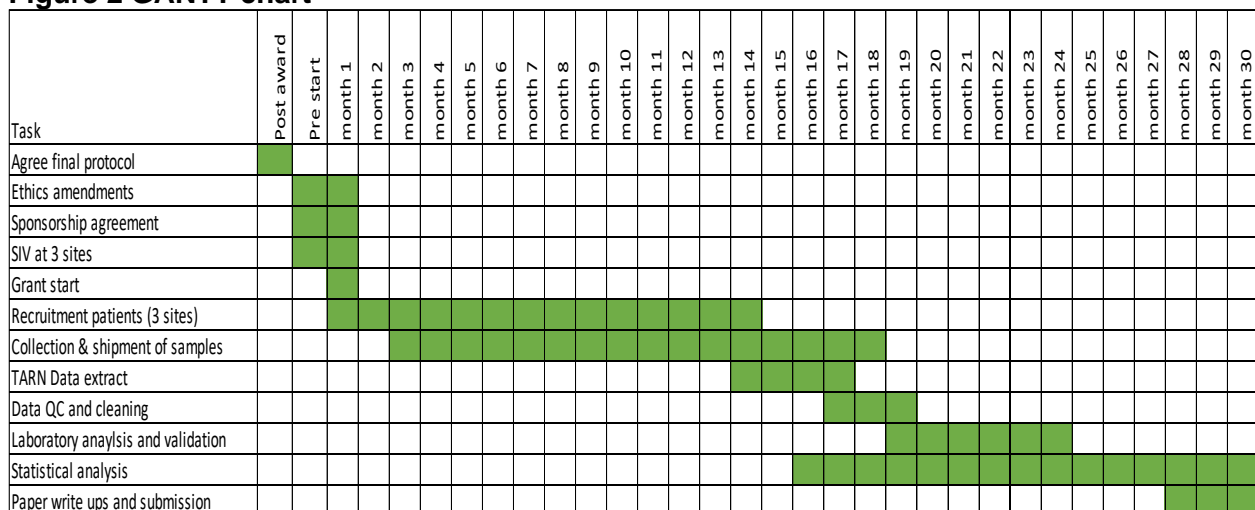 Figure 2 GANTT chart
Task
Post award
Pre start
month 1
month 2
month 3
month 4
month 5
month 6
month 7
month 8
month 9
month 10
month 11
month 12
month 13
month 14
month 15
month 16
month 17
month 18
month 19
month 20
month 21
month 22
month 23
month 24
month 25
month 26
month 27
month 28
month 29
month 30
Agree final protocol
Ethics amendments
Sponsorship agreement
SIV at 3 sites
Grant start
Recruitment patients (3 sites)
Collection & shipment of samples
TARN Data extract
Data QC and cleaning
Laboratory anaylsis and validation
Statistical analysis
Paper write ups and submission